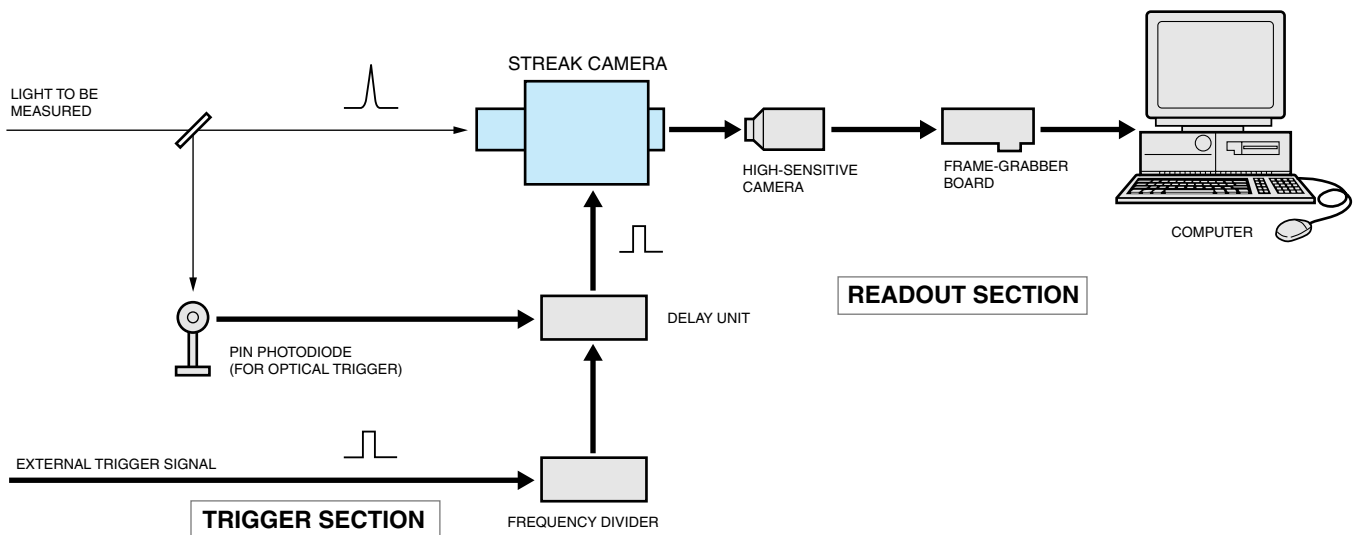 STREAK CAMERA
LIGHT TO BE
MEASURED
HIGH-SENSITIVE
CAMERA
FRAME-GRABBER
BOARD
COMPUTER
READOUT SECTION
DELAY UNIT
PIN PHOTODIODE
(FOR OPTICAL TRIGGER)
EXTERNAL TRIGGER SIGNAL
TRIGGER SECTION
FREQUENCY DIVIDER